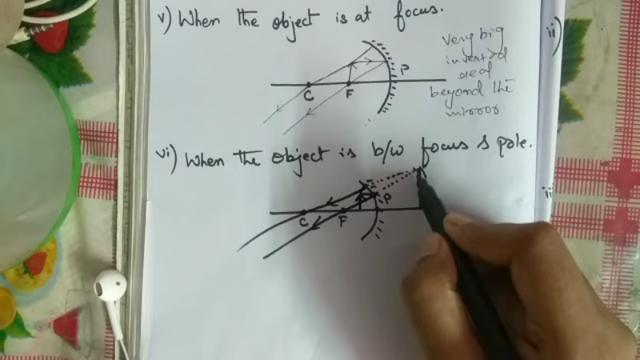 v) When the object is at focus.
very big
inverted
real
beyond the
mirror
P
C F
ii)
vi) When the object is b/w focus & pole.
P
C F